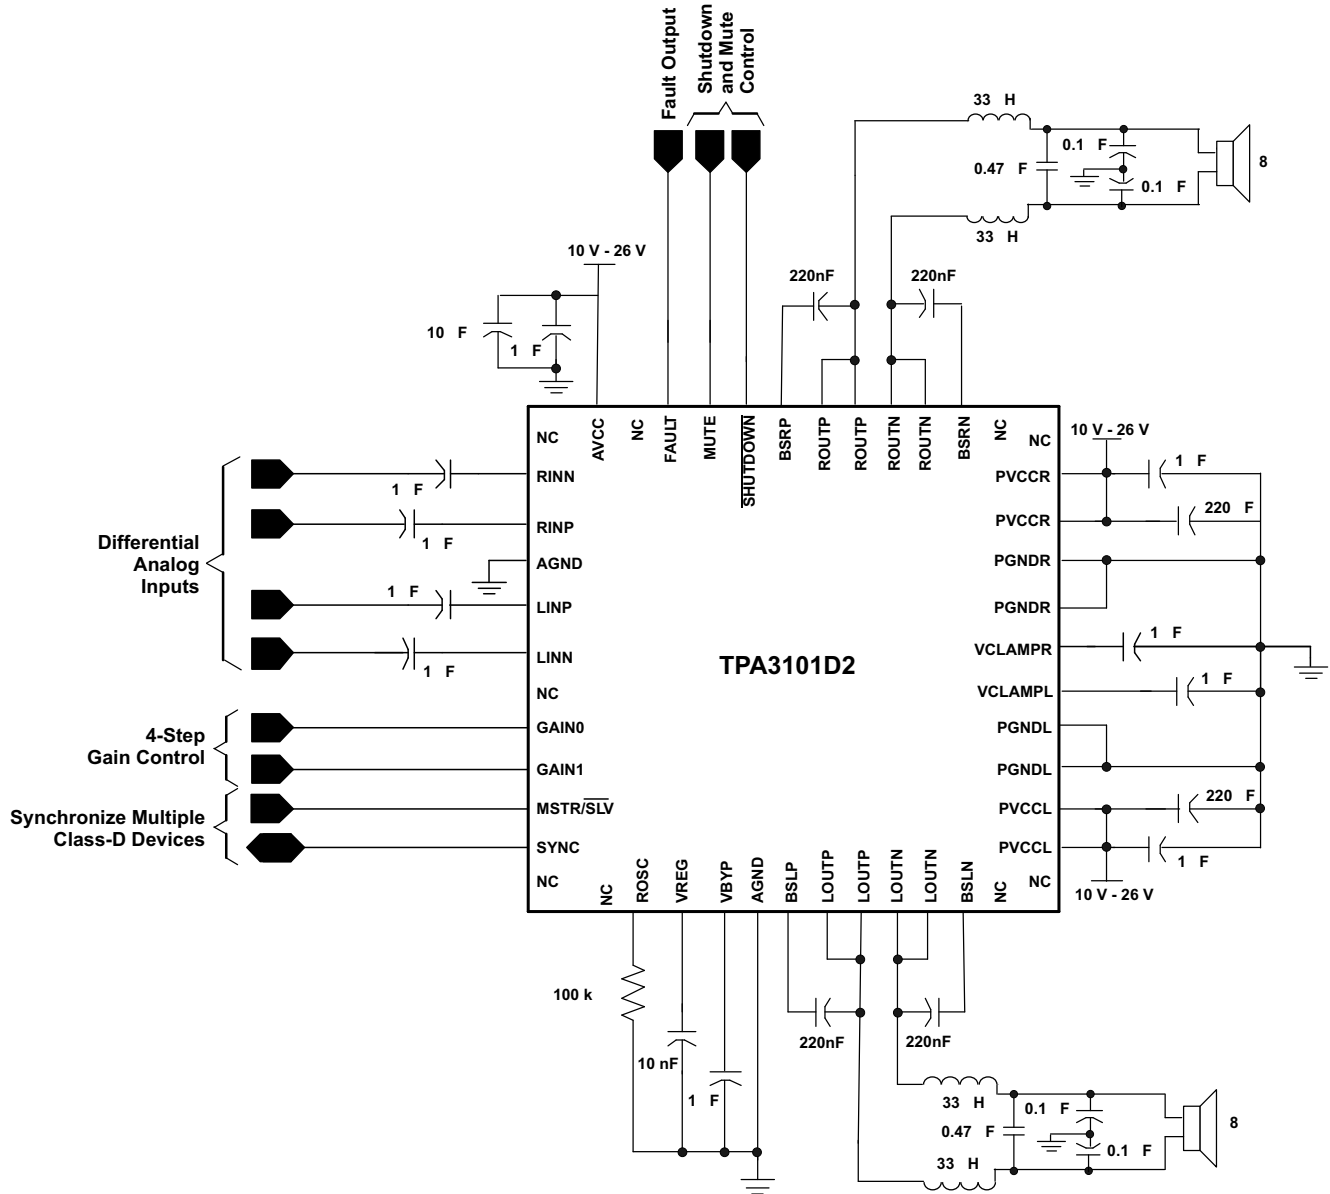 Fault Output
Shutdown
and Mute
Control
33 H
0.1 F
0.47 F
0.1 F
8
33 H
10 V - 26 V
220nF
220nF
10 F
1 F
NC
AVCC
NC
FAULT
MUTE
SHUTDOWN
BSRP
ROUTP
ROUTP
ROUTN
ROUTN
BSRN
NC
NC
10 V - 26 V
Differential
Analog
Inputs
1 F
RINN
1 F
RINP
AGND
1 F
LINP
1 F
LINN
NC
4-Step
Gain Control
GAIN0
GAIN1
Synchronize Multiple
Class-D Devices
MSTR/SLV
SYNC
NC
TPA3101D2
PVCCR
1 F
PVCCR
220 F
PGNDR
PGNDR
VCLAMPR
1 F
VCLAMPL
1 F
PGNDL
PGNDL
PVCCL
220 F
PVCCL
1 F
NC
10 V - 26 V
NC
ROSC
VREG
VBYP
AGND
BSLP
LOUTP
LOUTP
LOUTN
LOUTN
BSLN
NC
100 k
10 nF
1 F
220nF
220nF
33 H
0.1 F
0.47 F
0.1 F
8
33 H